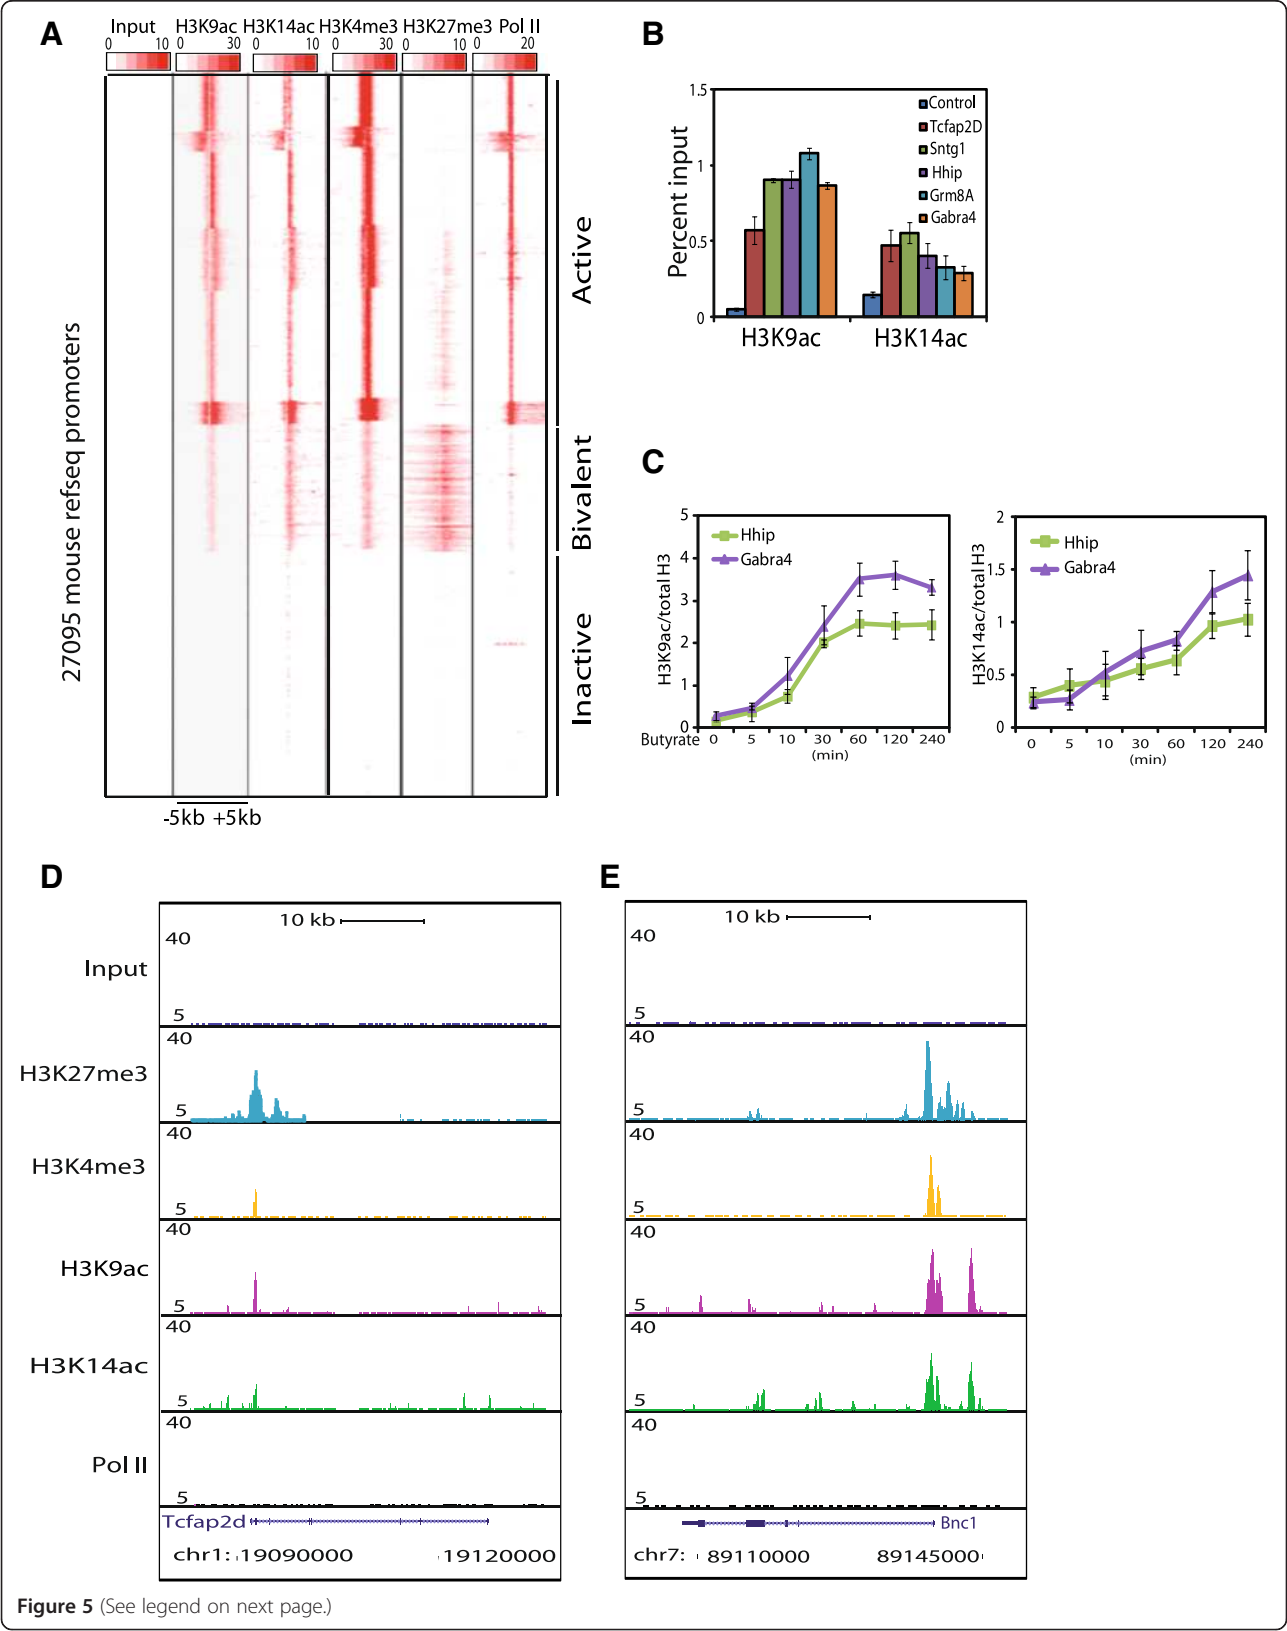 A
Input H3K9ac H3K14ac H3K4me3 H3K27me3 Pol II
0 10 0 30 0 10 0 30 0 10 0 20
27095 mouse refseq promoters
Active
Bivalent
Inactive
-5kb +5kb
B
Percent input
1.5
1
0.5
0
Control
Tcfap2D
Sntg1
Hhip
Grm8A
Gabra4
H3K9ac H3K14ac
C
H3K9ac/total H3
5
4
3
2
1
0
Hhip
Gabra4
Butyrate 0 5 10 30 60 120 240
(min)
H3K14ac/total H3
2
1.5
1
0.5
0
Hhip
Gabra4
0 5 10 30 60 120 240
(min)
D
10 kb
Input
40
5
H3K27me3
40
5
H3K4me3
40
5
H3K9ac
40
5
H3K14ac
40
5
Pol II
40
5
Tcfap2d
chr1: 19090000 19120000
E
10 kb
40
5
40
5
40
5
40
5
40
5
40
5
Bnc1
chr7: 89110000 89145000
Figure 5 (See legend on next page.)